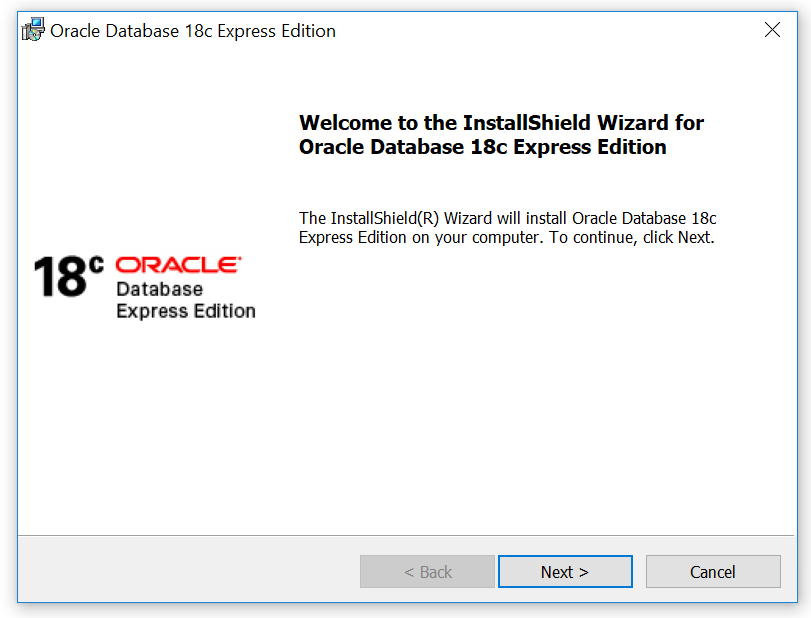 Oracle Database 18c Express Edition
Welcome to the InstallShield Wizard for
Oracle Database 18c Express Edition
The InstallShield(R) Wizard will install Oracle Database 18c
Express Edition on your computer. To continue, click Next.
18c ORACLE
Database
Express Edition
< Back Next > Cancel